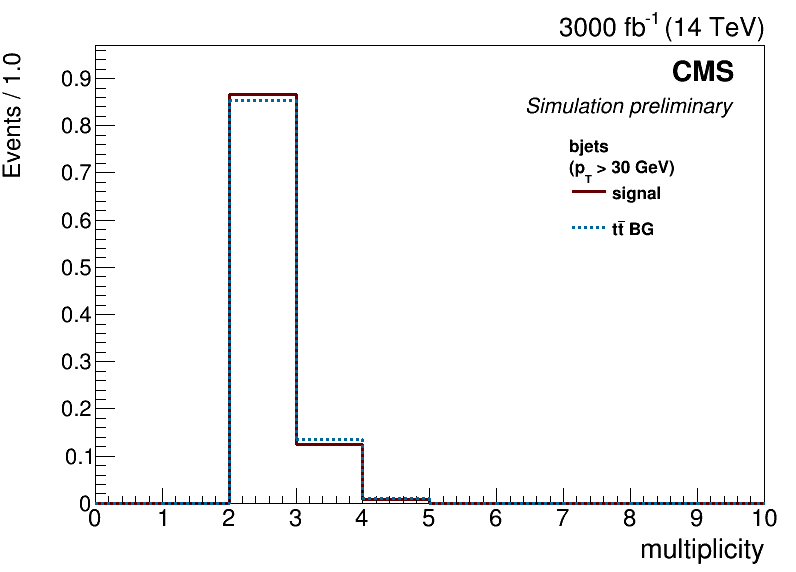 3000 fb⁻¹ (14 TeV)
Events / 1.0
CMS
Simulation preliminary
bjets
(p_T > 30 GeV)
signal
tt̄ BG
0.9
0.8
0.7
0.6
0.5
0.4
0.3
0.2
0.1
0
0 1 2 3 4 5 6 7 8 9 10
multiplicity